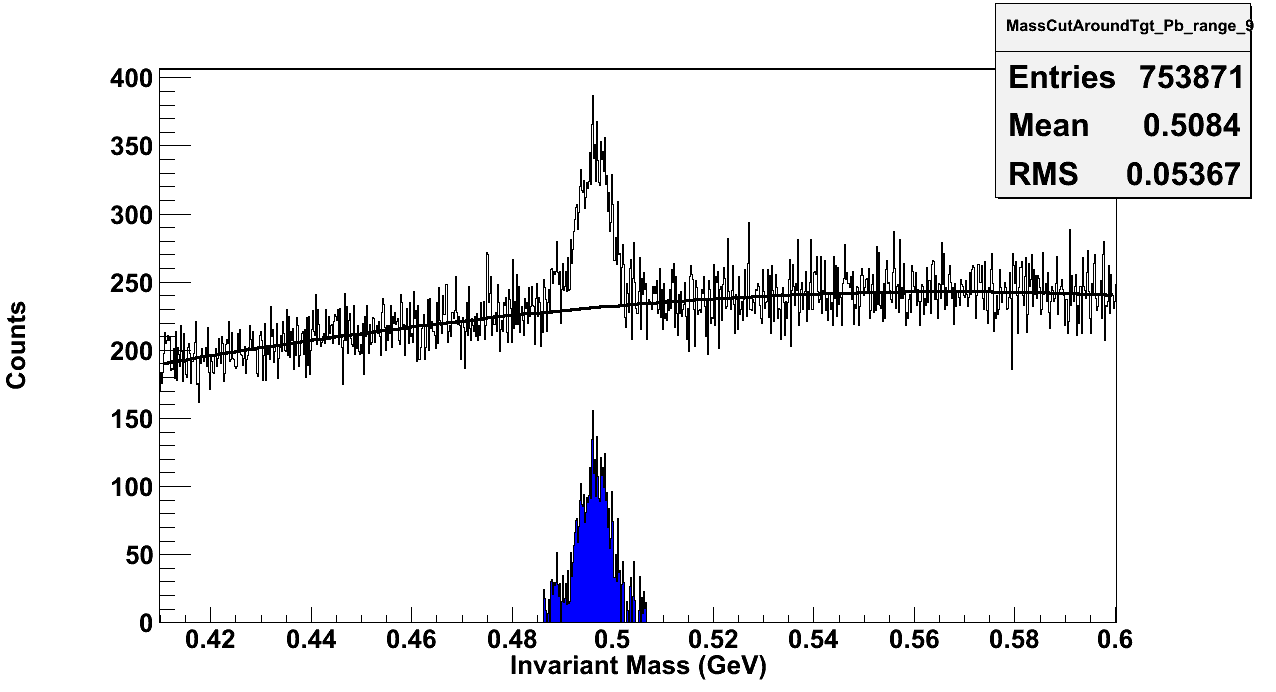 MassCutAroundTgt_Pb_range_9
Entries 753871
Mean 0.5084
RMS 0.05367
400
350
300
250
200
150
100
50
0
Counts
0.42 0.44 0.46 0.48 0.5 0.52 0.54 0.56 0.58 0.6
Invariant Mass (GeV)